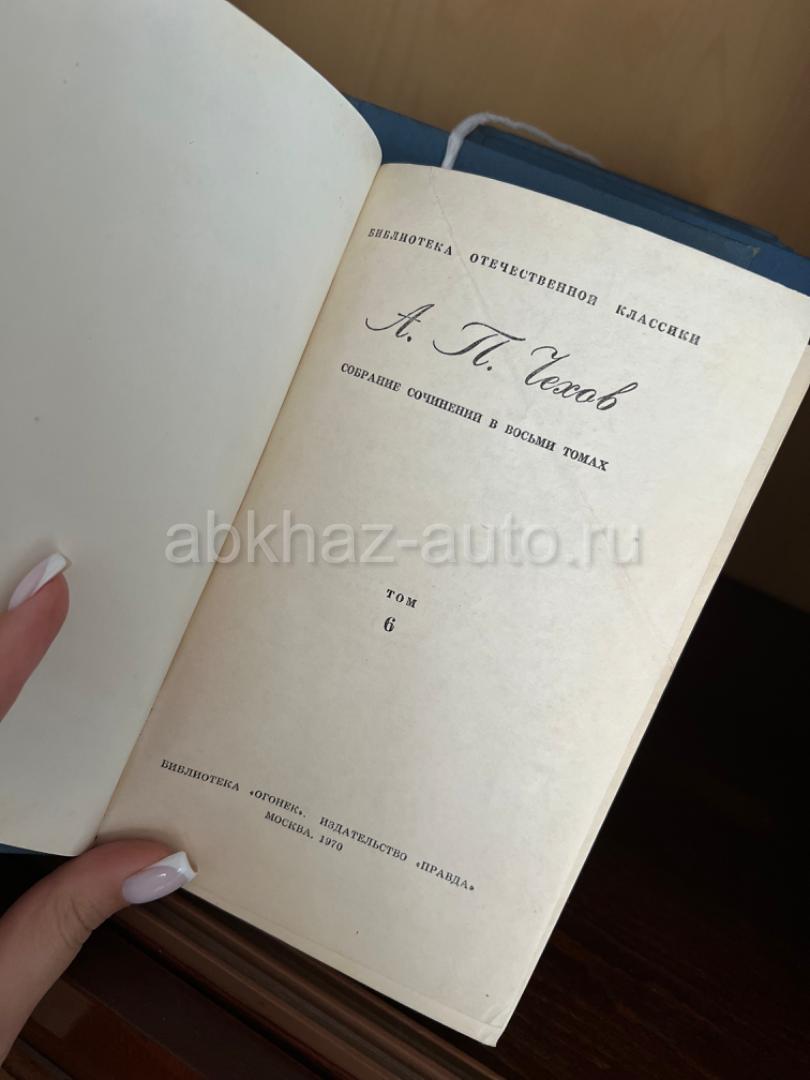 БИБЛИОТЕКА ОТЕЧЕСТВЕННОЙ КЛАССИКИ
А. П. Чехов
СОБРАНИЕ СОЧИНЕНИЙ В ВОСЬМИ ТОМАХ
abkhaz-auto.ru
ТОМ
6
БИБЛИОТЕКА «ОГОНЕК». ИЗДАТЕЛЬСТВО «ПРАВДА»
МОСКВА. 1970